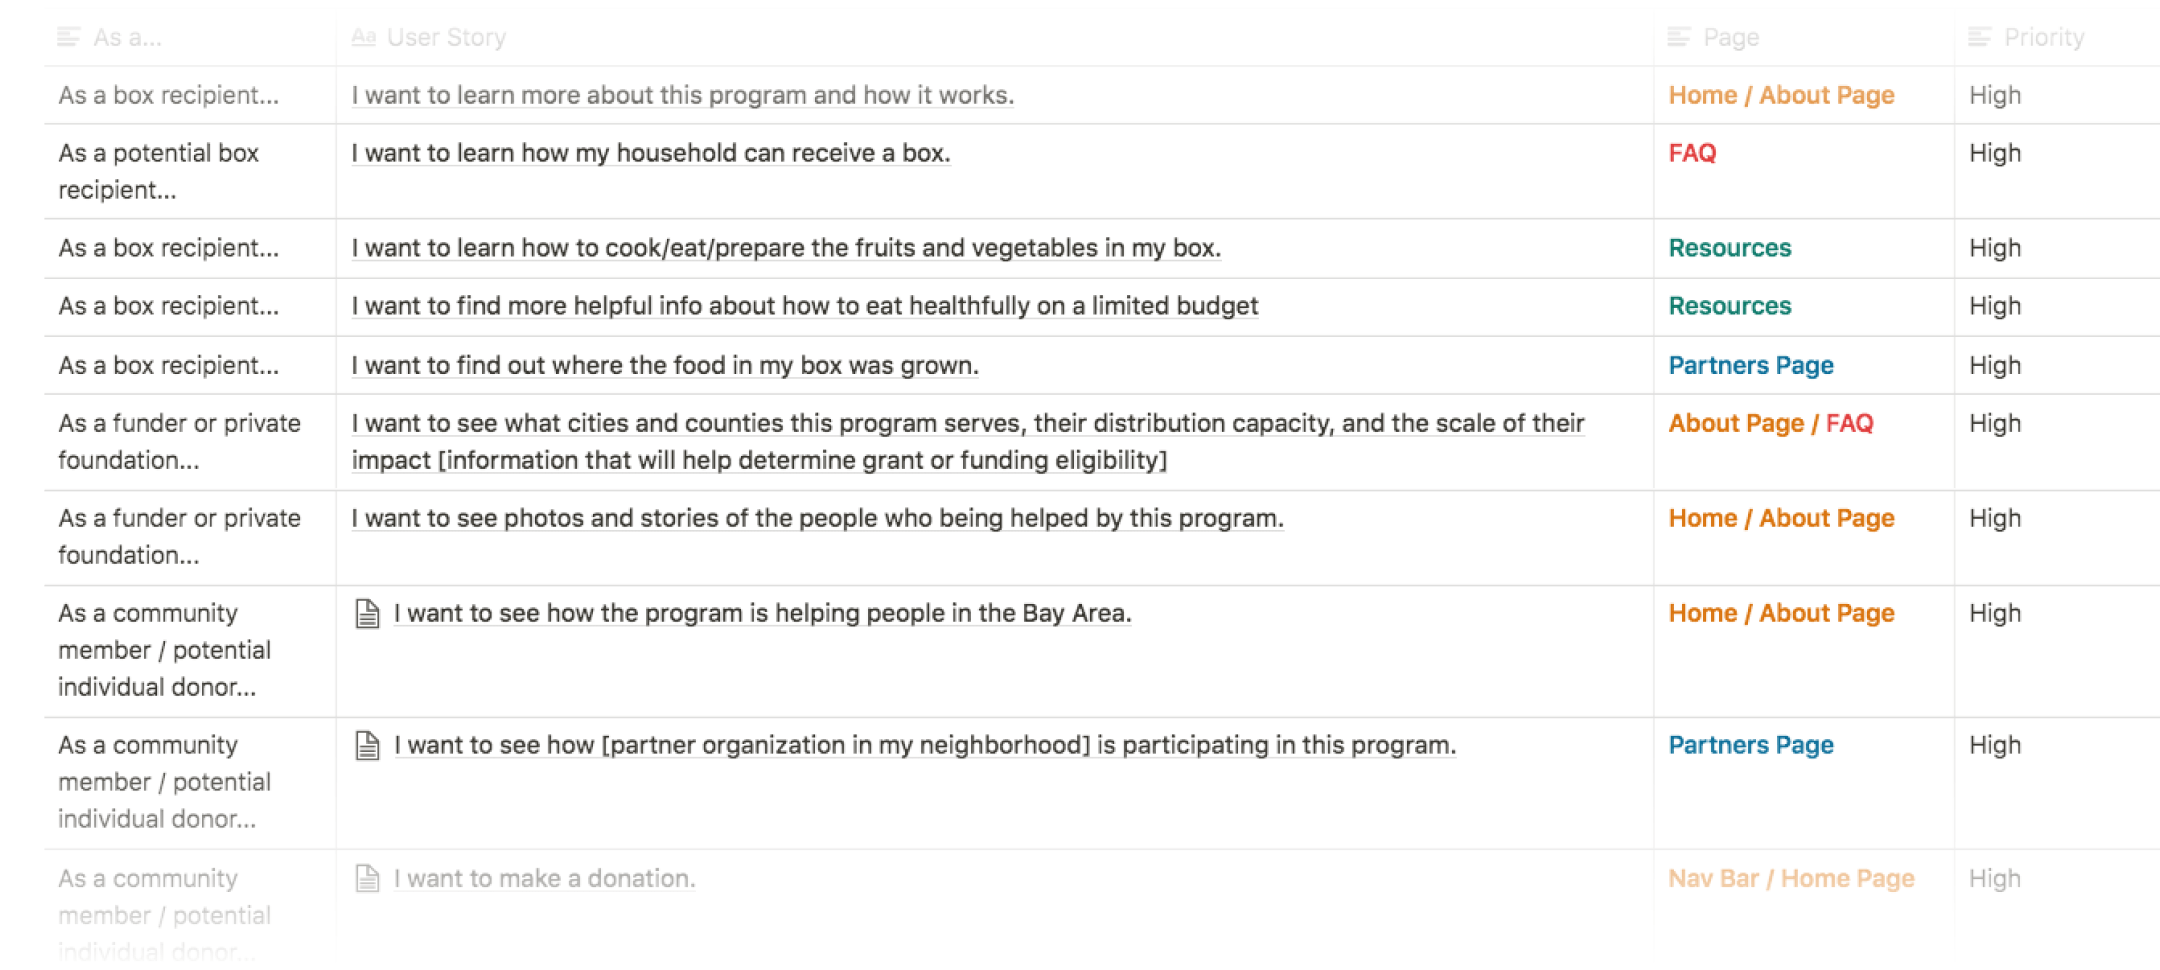 As a... Aa User Story Page Priority
As a box recipient... I want to learn more about this program and how it works. Home / About Page High
As a potential box I want to learn how my household can receive a box. FAQ High
recipient...
As a box recipient... I want to learn how to cook/eat/prepare the fruits and vegetables in my box. Resources High
As a box recipient... I want to find more helpful info about how to eat healthfully on a limited budget Resources High
As a box recipient... I want to find out where the food in my box was grown. Partners Page High
As a funder or private I want to see what cities and counties this program serves, their distribution capacity, and the scale of their About Page / FAQ High
foundation... impact [information that will help determine grant or funding eligibility]
As a funder or private I want to see photos and stories of the people who being helped by this program. Home / About Page High
foundation...
As a community I want to see how the program is helping people in the Bay Area. Home / About Page High
member / potential
individual donor...
As a community I want to see how [partner organization in my neighborhood] is participating in this program. Partners Page High
member / potential
individual donor...
As a community I want to make a donation. Nav Bar / Home Page High
member / potential
individual donor...